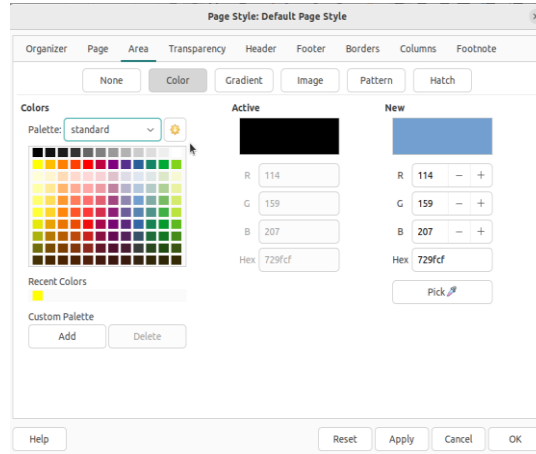 Page Style: Default Page Style
Organizer Page Area Transparency Header Footer Borders Columns Footnote
None Color Gradient Image Pattern Hatch
Colors Active New
Palette: standard
R 114 R 114 − +
G 159 G 159 − +
B 207 B 207 − +
Hex 729fcf Hex 729fcf
Recent Colors
Pick
Custom Palette
Add Delete
Help Reset Apply Cancel OK